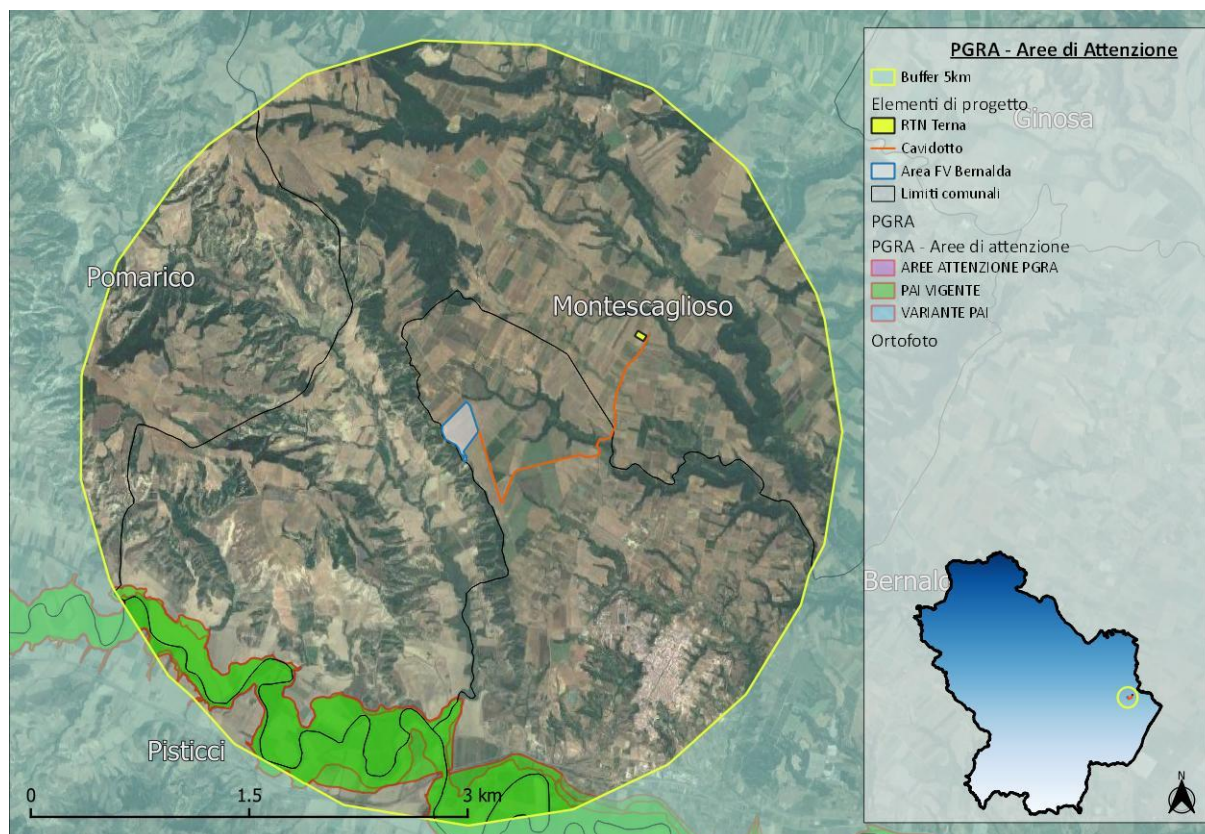 PGRA - Aree di Attenzione
Buffer 5km
Elementi di progetto
RTN Terna
Cavidotto
Area FV Bernalda
Limiti comunali
PGRA
PGRA - Aree di attenzione
AREE ATTENZIONE PGRA
PAI VIGENTE
VARIANTE PAI
Ortofoto
Ginosa
Pomarico
Montescaglioso
Bernald
Pisticci
0 1.5 3 km
N